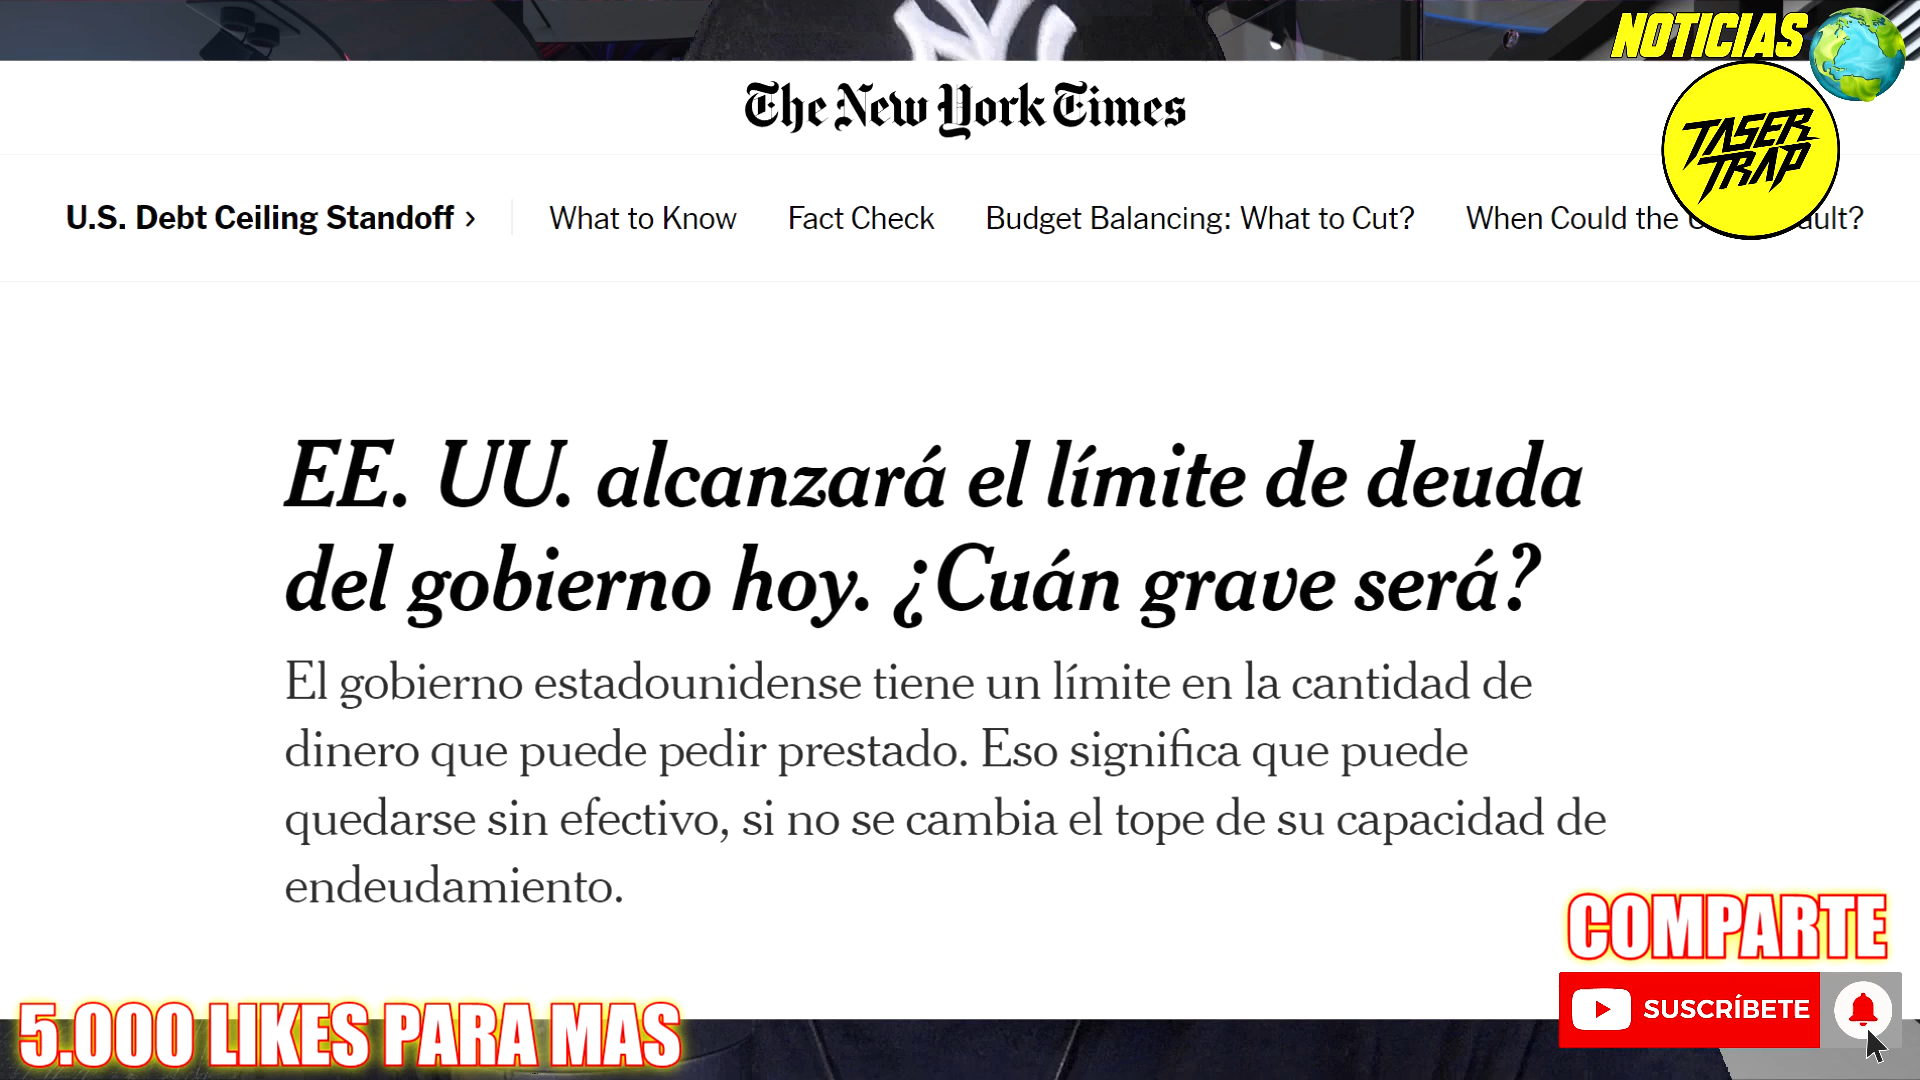 NOTICIAS
The New York Times
TASER
TRAP
U.S. Debt Ceiling Standoff > What to Know Fact Check Budget Balancing: What to Cut? When Could the
EE. UU. alcanzará el límite de deuda
del gobierno hoy. ¿Cuán grave será?
El gobierno estadounidense tiene un límite en la cantidad de
dinero que puede pedir prestado. Eso significa que puede
quedarse sin efectivo, si no se cambia el tope de su capacidad de
endeudamiento.
COMPARTE
SUSCRÍBETE
5.000 LIKES PARA MAS